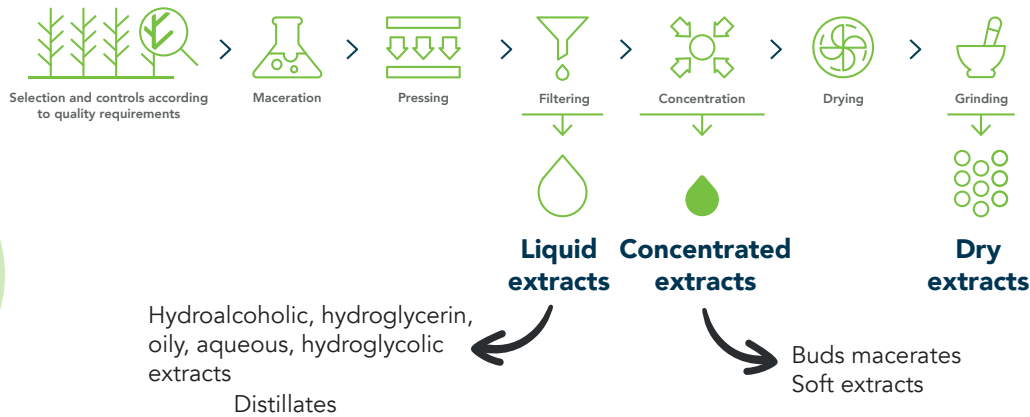 Selection and controls according
to quality requirements
Maceration
Pressing
Filtering
Concentration
Drying
Grinding
Liquid
extracts
Concentrated
extracts
Dry
extracts
Hydroalcoholic, hydroglycerin,
oily, aqueous, hydroglycolic
extracts
Distillates
Buds macerates
Soft extracts